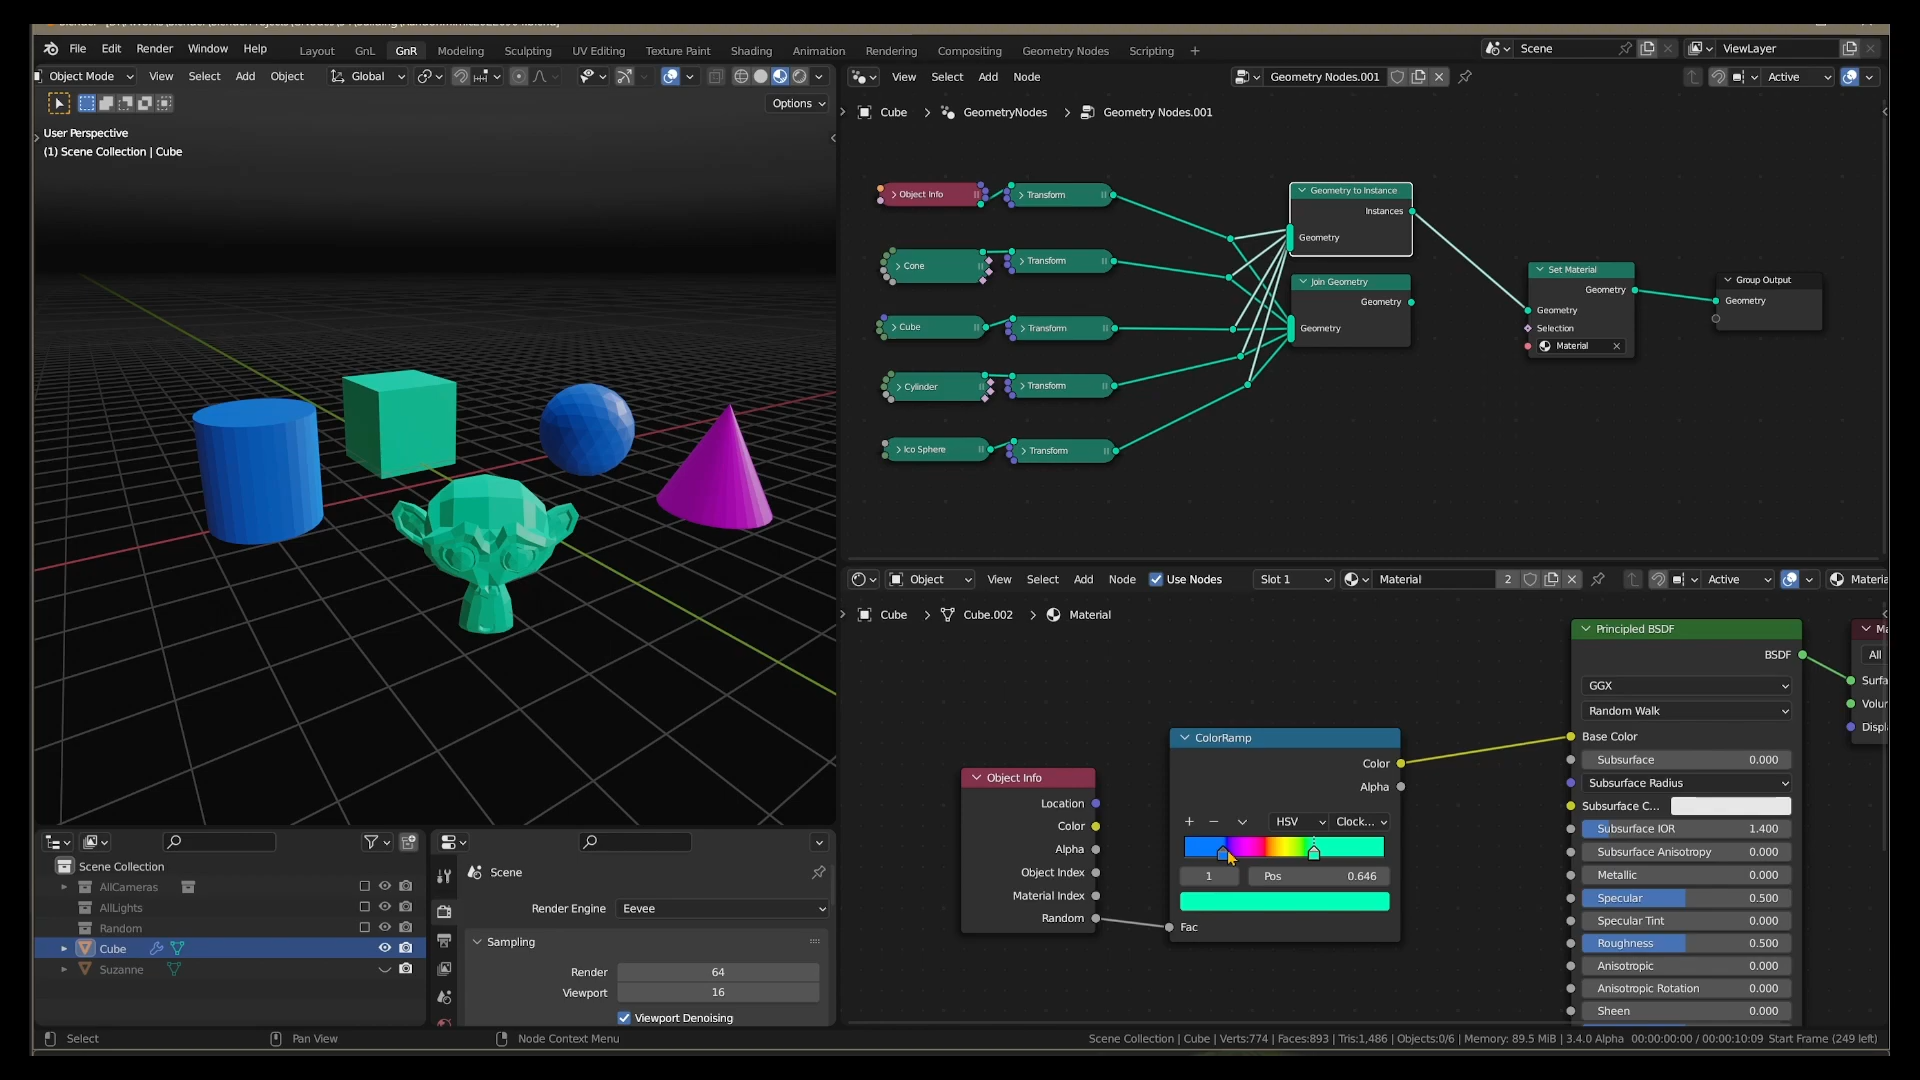 File Edit Render Window Help Layout GnL GnR Modeling Sculpting UV Editing Texture Paint Shading Animation Rendering Compositing Geometry Nodes Scripting + Scene ViewLayer
Object Mode View Select Add Object Global
View Select Add Node Geometry Nodes.001 Active
Options
Cube > GeometryNodes > Geometry Nodes.001
User Perspective
(1) Scene Collection | Cube
Object Info
Transform
Cone
Transform
Cube
Transform
Cylinder
Transform
Ico Sphere
Transform
Geometry to Instance
Instances
Geometry
Join Geometry
Geometry
Geometry
Set Material
Geometry
Geometry
Selection
Material
Group Output
Geometry
Object View Select Add Node Use Nodes Slot 1 Material 2 Active
Cube > Cube.002 > Material
Object Info
Location
Color
Alpha
Object Index
Material Index
Random
ColorRamp
Color
Alpha
+ − HSV Clock...
1 Pos 0.646
Fac
Principled BSDF
BSDF
GGX
Random Walk
Base Color
Subsurface 0.000
Subsurface Radius
Subsurface C...
Subsurface IOR 1.400
Subsurface Anisotropy 0.000
Metallic 0.000
Specular 0.500
Specular Tint 0.000
Roughness 0.500
Anisotropic 0.000
Anisotropic Rotation 0.000
Sheen 0.000
All
Scene Collection
AllCameras
AllLights
Random
Cube
Suzanne
Scene
Render Engine Eevee
Sampling
Render 64
Viewport 16
Viewport Denoising
Select Pan View Node Context Menu
Scene Collection | Cube | Verts:774 | Faces:893 | Tris:1,486 | Objects:0/6 | Memory: 89.5 MiB | 3.4.0 Alpha 00:00:00:00 / 00:00:10:09 Start Frame (249 left)